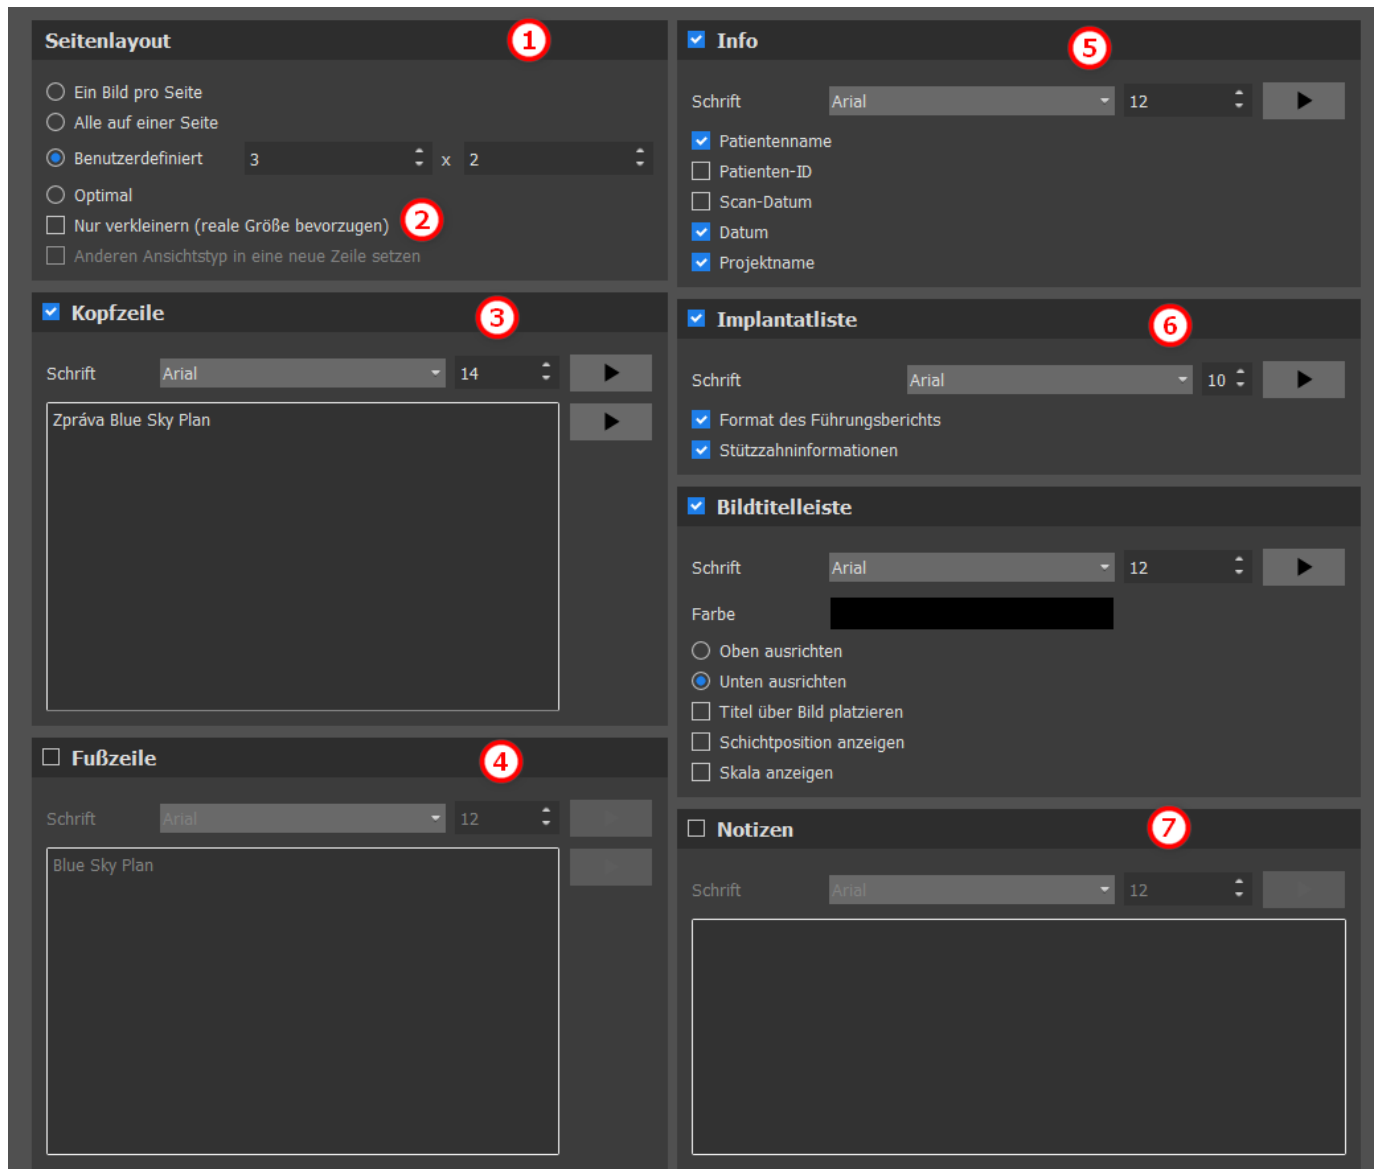 Seitenlayout
1
Ein Bild pro Seite
Alle auf einer Seite
Benutzerdefiniert 3 x 2
Optimal
Nur verkleinern (reale Größe bevorzugen) 2
Anderen Ansichtstyp in eine neue Zeile setzen
Kopfzeile
3
Schrift Arial 14
Zpráva Blue Sky Plan
Fußzeile
4
Schrift Arial 12
Blue Sky Plan
Info
5
Schrift Arial 12
Patientenname
Patienten-ID
Scan-Datum
Datum
Projektname
Implantatliste
6
Schrift Arial 10
Format des Führungsberichts
Stützzahninformationen
Bildtitelleiste
Schrift Arial 12
Farbe
Oben ausrichten
Unten ausrichten
Titel über Bild platzieren
Schichtposition anzeigen
Skala anzeigen
Notizen
7
Schrift Arial 12